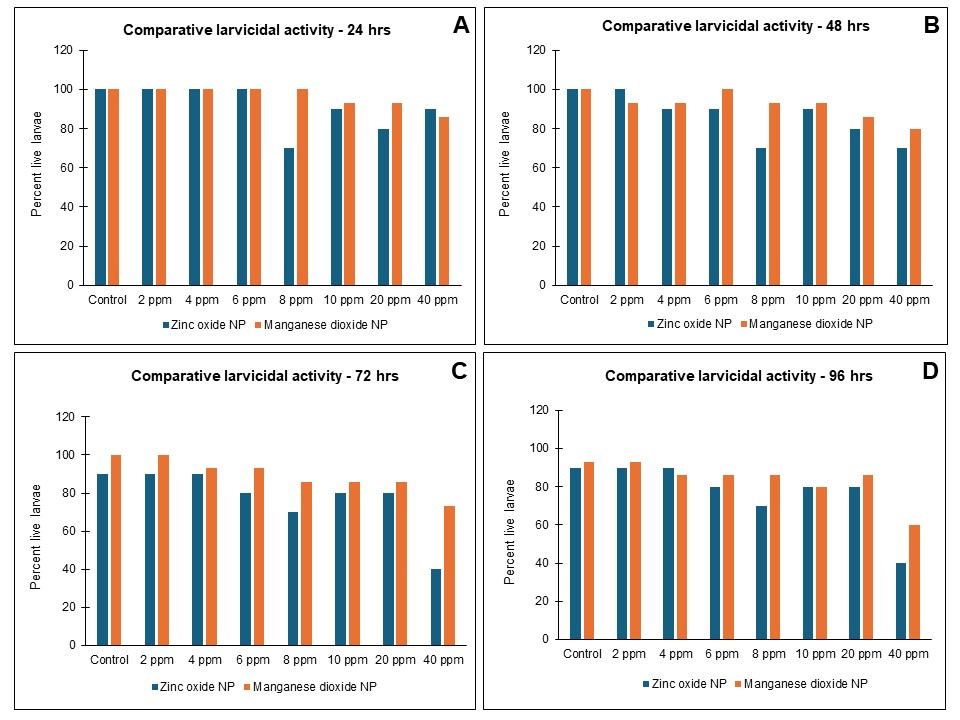 Comparative larvicidal activity - 24 hrs
A
Percent live larvae
120
100
80
60
40
20
0
Control 2 ppm 4 ppm 6 ppm 8 ppm 10 ppm 20 ppm 40 ppm
Zinc oxide NP Manganese dioxide NP
Comparative larvicidal activity - 48 hrs
B
Percent live larvae
120
100
80
60
40
20
0
Control 2 ppm 4 ppm 6 ppm 8 ppm 10 ppm 20 ppm 40 ppm
Zinc oxide NP Manganese dioxide NP
Comparative larvicidal activity - 72 hrs
C
Percent live larvae
120
100
80
60
40
20
0
Control 2 ppm 4 ppm 6 ppm 8 ppm 10 ppm 20 ppm 40 ppm
Zinc oxide NP Manganese dioxide NP
Comparative larvicidal activity - 96 hrs
D
Percent live larvae
120
100
80
60
40
20
0
Control 2 ppm 4 ppm 6 ppm 8 ppm 10 ppm 20 ppm 40 ppm
Zinc oxide NP Manganese dioxide NP